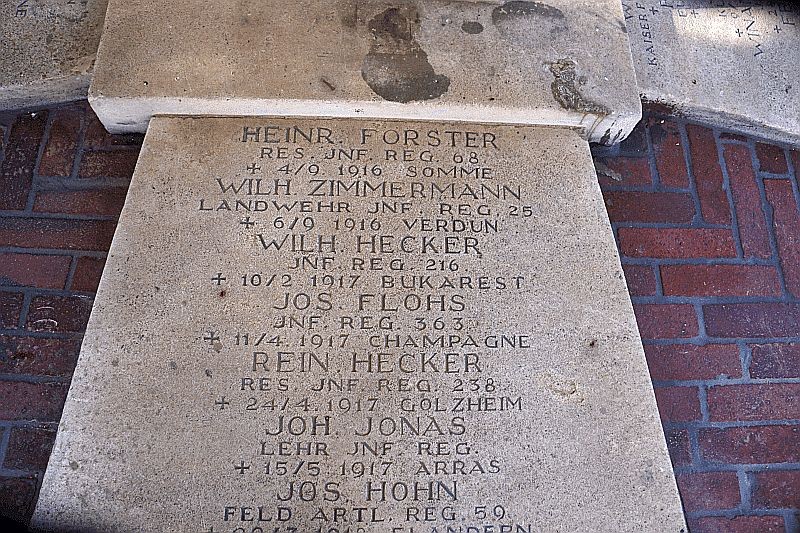 HEINR. FORSTER
RES. JNF. REG. 68
+ 4/9 1916 SOMME
WILH ZIMMERMANN
LANDWEHR JNF. REG. 25
+ 6/9 1916 VERDUN
WILH. HECKER
JNF. REG. 216
+ 10/2 1917 BUKAREST
JOS. FLOHS
JNF. REG. 363
+ 11/4. 1917 CHAMPAGNE
REIN. HECKER
RES. JNF. REG. 238
+ 24/4. 1917 GOLZHEIM
JOH. JONAS
LEHR JNF. REG.
+ 15/5 1917 ARRAS
JOS. HOHN
FELD ARTL. REG. 59.
1918 FLANDERN
KAISER